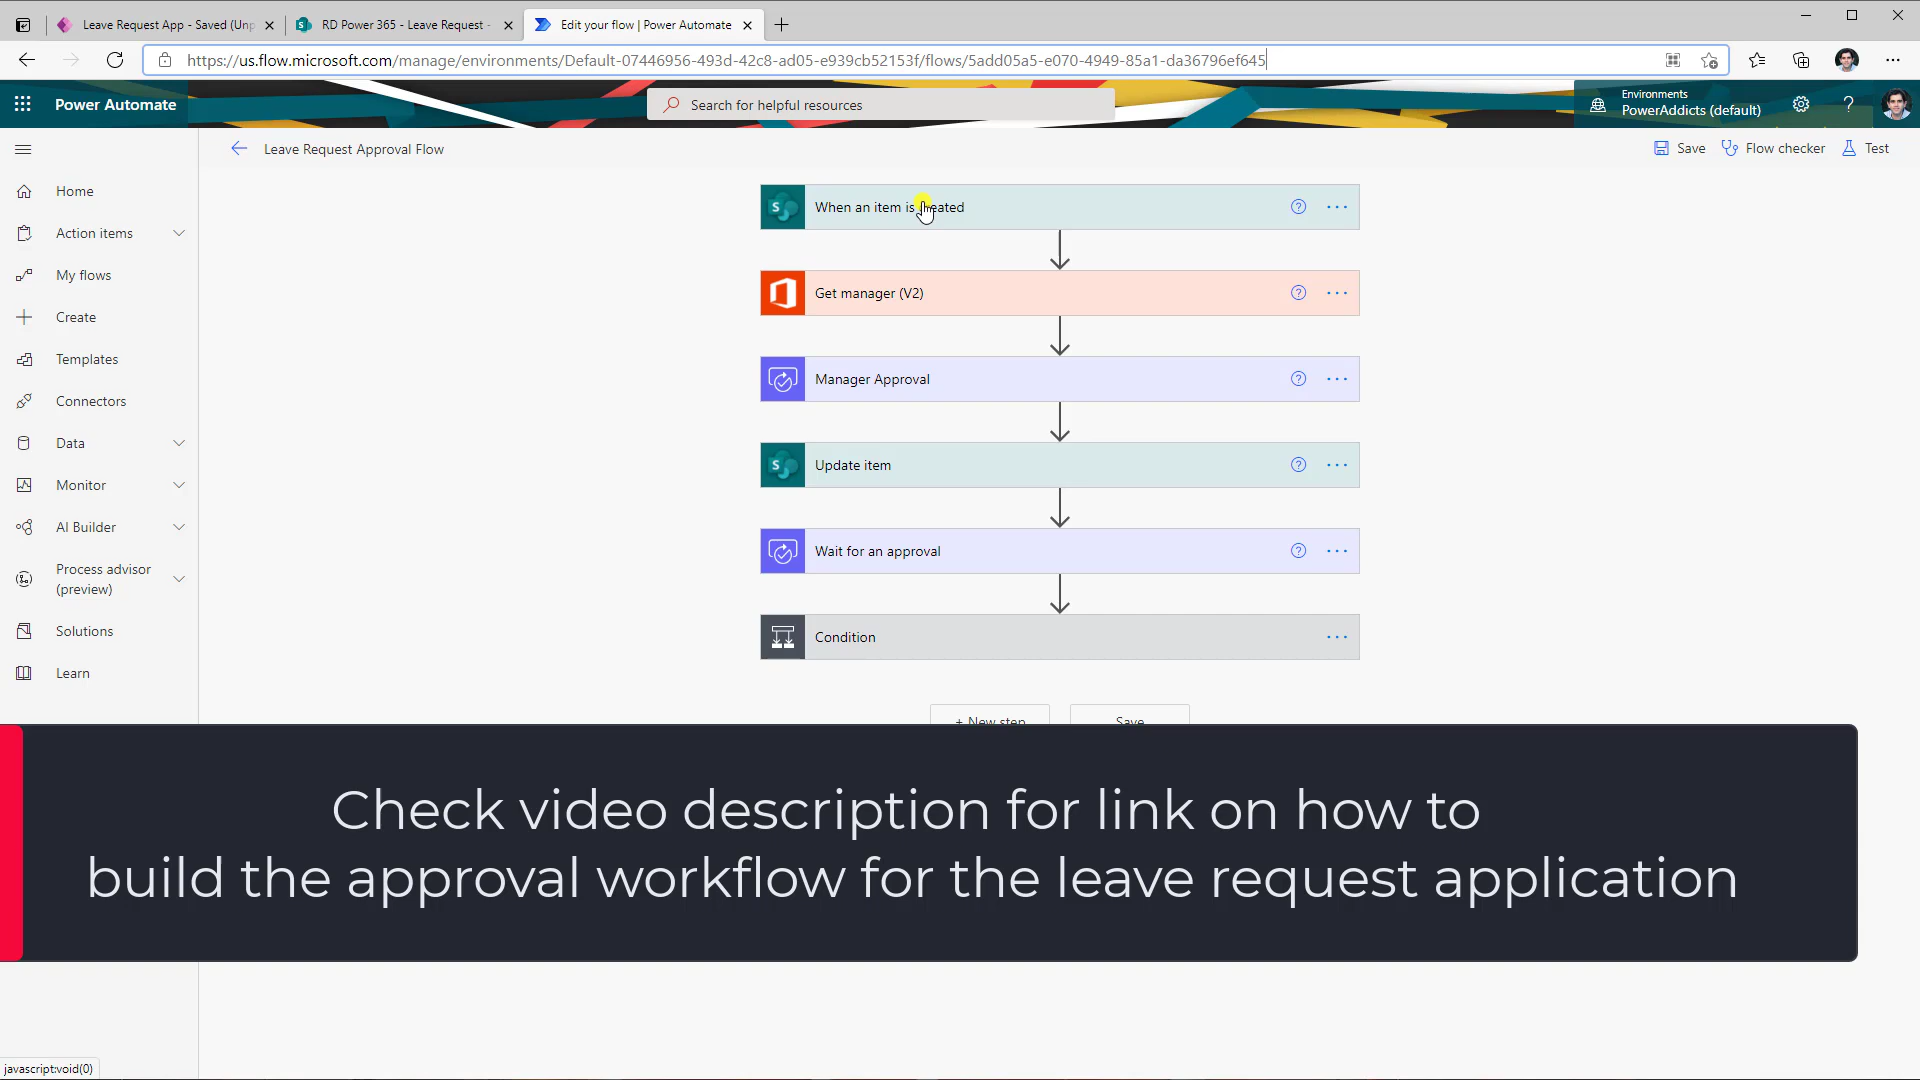 Leave Request App - Saved (Unp
RD Power 365 - Leave Request -
Edit your flow | Power Automate
https://us.flow.microsoft.com/manage/environments/Default-07446956-493d-42c8-ad05-e939cb52153f/flows/5add05a5-e070-4949-85a1-da36796ef645
Power Automate
Search for helpful resources
Environments
PowerAddicts (default)
Leave Request Approval Flow
Save
Flow checker
Test
Home
Action items
My flows
Create
Templates
Connectors
Data
Monitor
AI Builder
Process advisor
(preview)
Solutions
Learn
When an item is created
Get manager (V2)
Manager Approval
Update item
Wait for an approval
Condition
+ New step
Save
Check video description for link on how to
build the approval workflow for the leave request application
javascript:void(0)